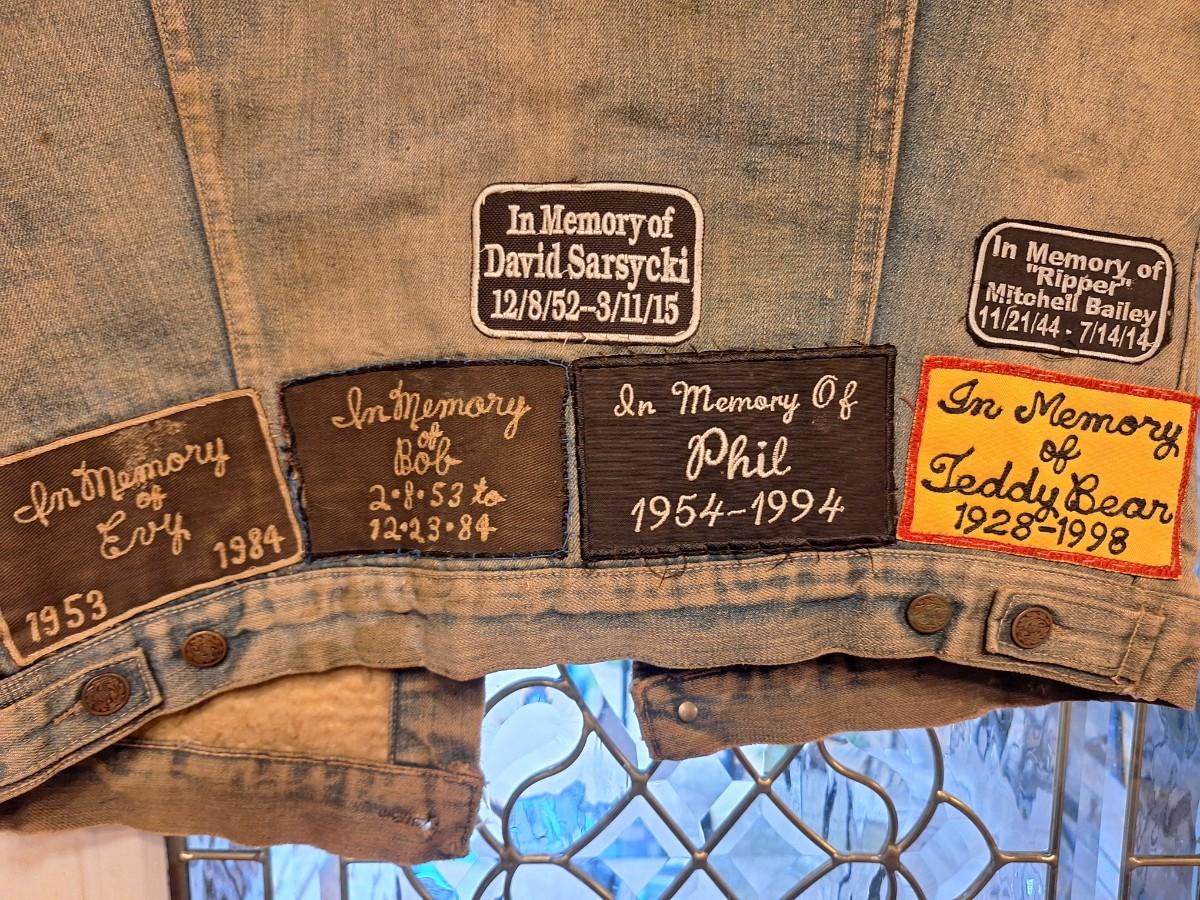 In Memory of
David Sarsycki
12/8/52--3/11/15
In Memory of
"Ripper"
Mitchell Bailey
11/21/44 - 7/14/14
In Memory
of
Evy
1953 1984
In Memory
of
Bob
2•8•53 to
12•23•84
In Memory Of
Phil
1954-1994
In Memory
of
Teddy Bear
1928-1998